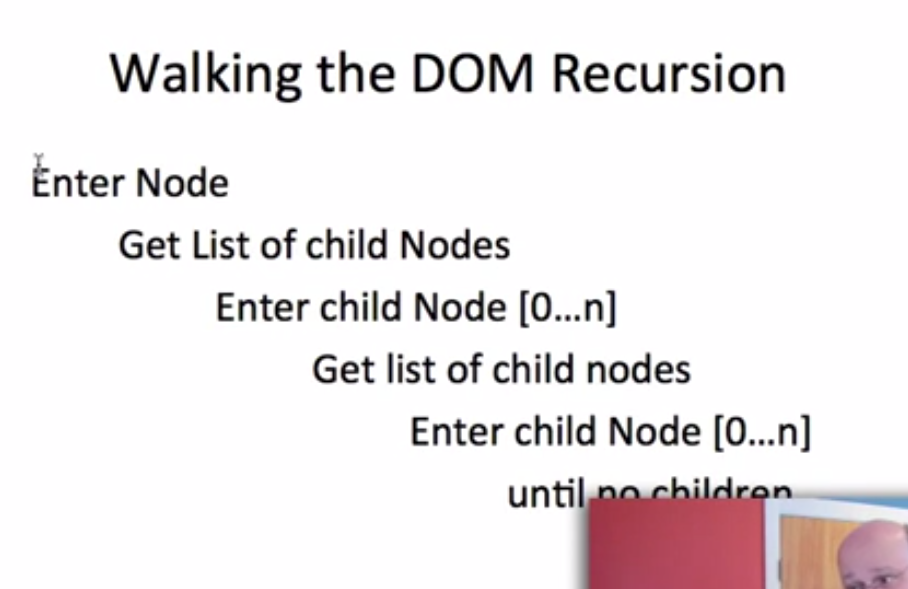 Walking the DOM Recursion
Enter Node
Get List of child Nodes
Enter child Node [0...n]
Get list of child nodes
Enter child Node [0...n]
until no children